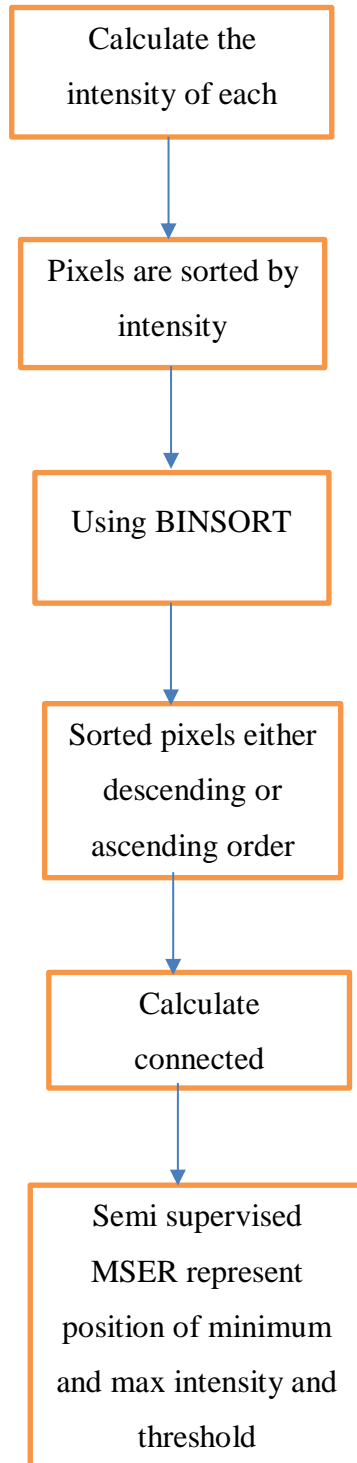 Calculate the
intensity of each
Pixels are sorted by
intensity
Using BINSORT
Sorted pixels either
descending or
ascending order
Calculate
connected
Semi supervised
MSER represent
position of minimum
and max intensity and
threshold